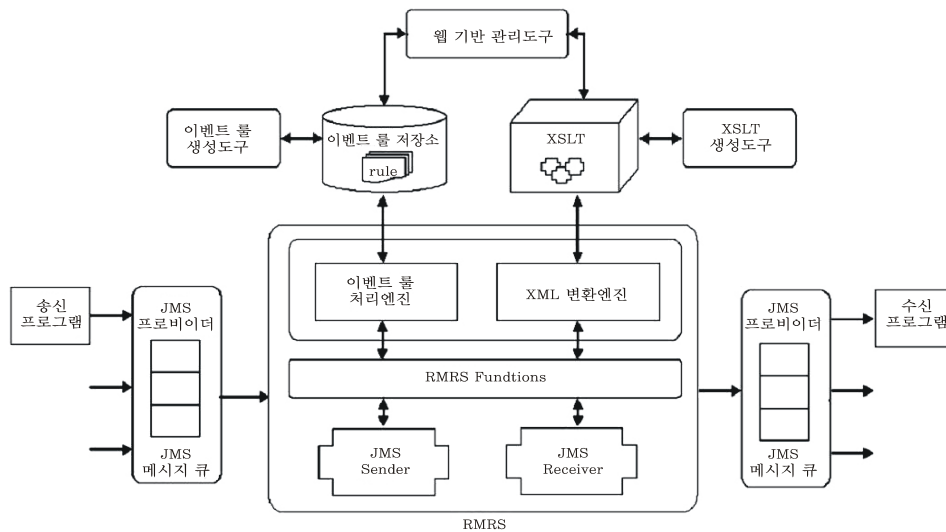 웹 기반 관리도구
이벤트 룰
생성도구
이벤트 룰 저장소
rule
XSLT
XSLT
생성도구
이벤트 룰
처리엔진
XML 변환엔진
송신
프로그램
JMS
프로비이더
JMS
메시지 큐
RMRS Fundtions
JMS
Sender
JMS
Receiver
JMS
프로비이더
JMS
메시지 큐
수신
프로그램
RMRS